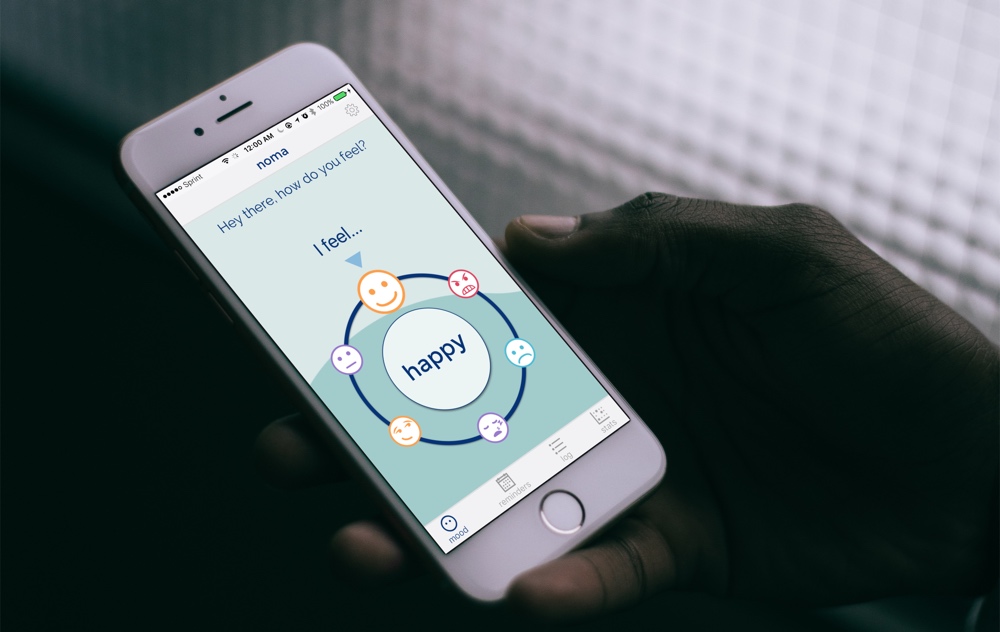 Sprint 12:00 AM 100%
noma
Hey there, how do you feel?
I feel...
happy
mood
reminders
log
stats